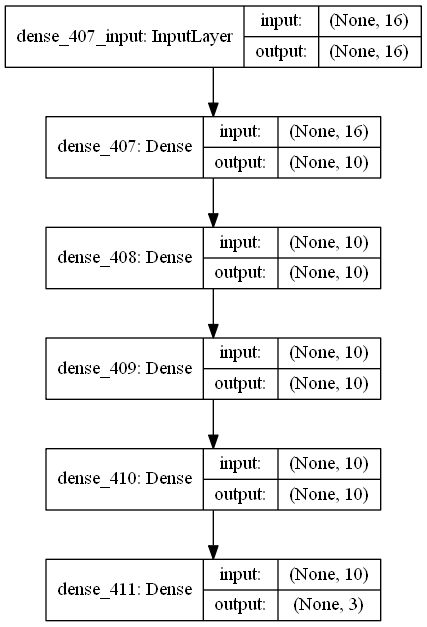 dense_407_input: InputLayer
input: (None, 16)
output: (None, 16)
dense_407: Dense
input: (None, 16)
output: (None, 10)
dense_408: Dense
input: (None, 10)
output: (None, 10)
dense_409: Dense
input: (None, 10)
output: (None, 10)
dense_410: Dense
input: (None, 10)
output: (None, 10)
dense_411: Dense
input: (None, 10)
output: (None, 3)